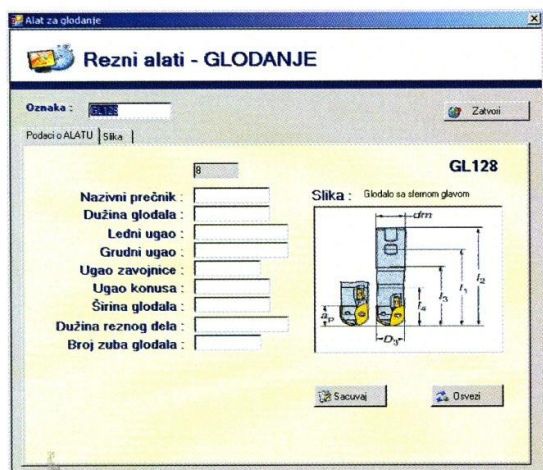 Alat za glodanje
Rezni alati - GLODANJE
Oznaka : GL128
Zatvori
Podaci o ALATU Slika
8
GL128
Nazivni prečnik :
Dužina glodala :
Ledni ugao :
Grudni ugao :
Ugao zavojnice :
Ugao konusa :
Širina glodala :
Dužina reznog dela :
Broj zuba glodala :
Slika : Glodalo sa sfernom glavom
dm
l1
l2
l3
l4
ap
D3
Sacuvaj
Osvezi